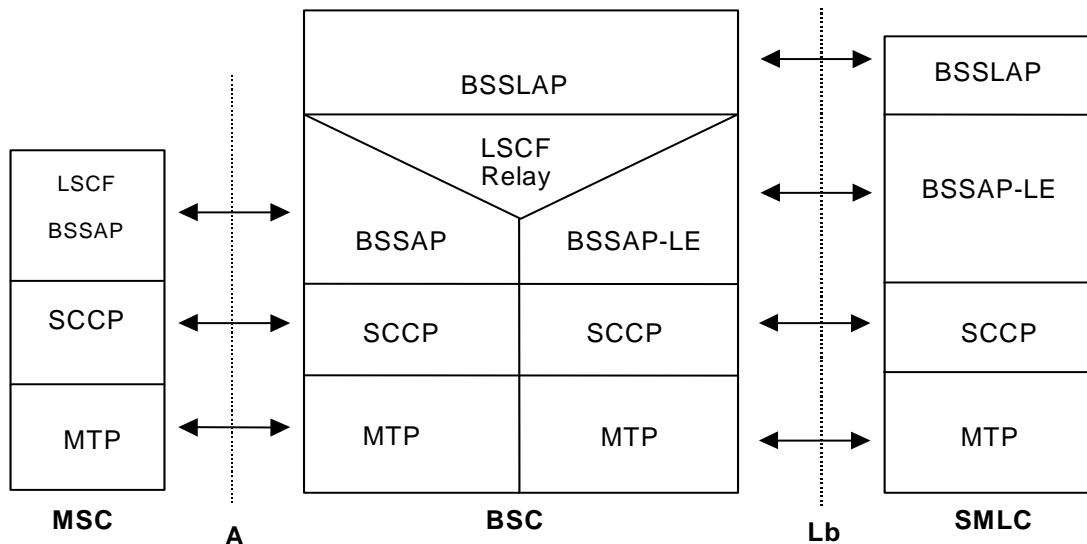 BSSLAP
BSSLAP
LSCF
Relay
LSCF
BSSAP-LE
BSSAP
BSSAP
BSSAP-LE
SCCP
SCCP
SCCP
SCCP
MTP
MTP
MTP
MTP
MSC
A
BSC
Lb
SMLC